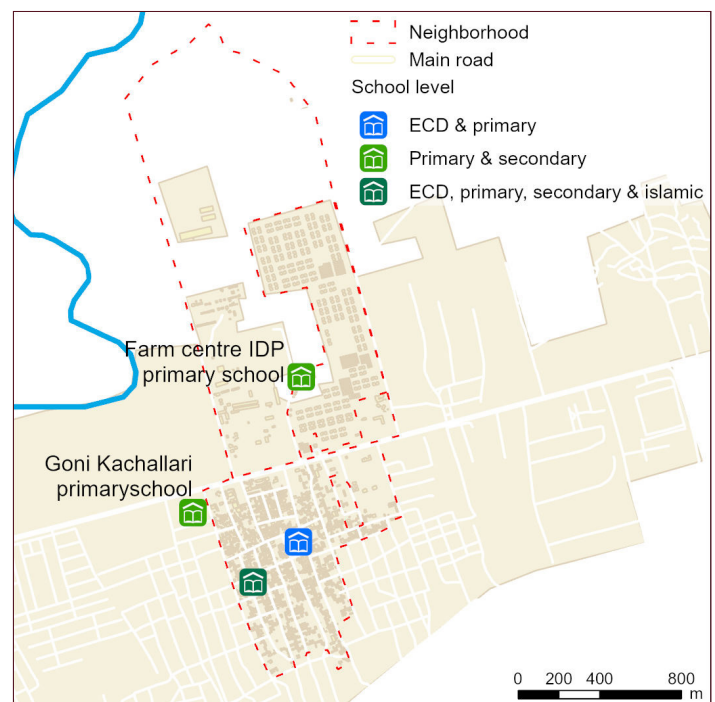 Neighborhood
Main road
School level
ECD & primary
Primary & secondary
ECD, primary, secondary & islamic
Farm centre IDP
primary school
Goni Kachallari
primaryschool
0 200 400 800
m